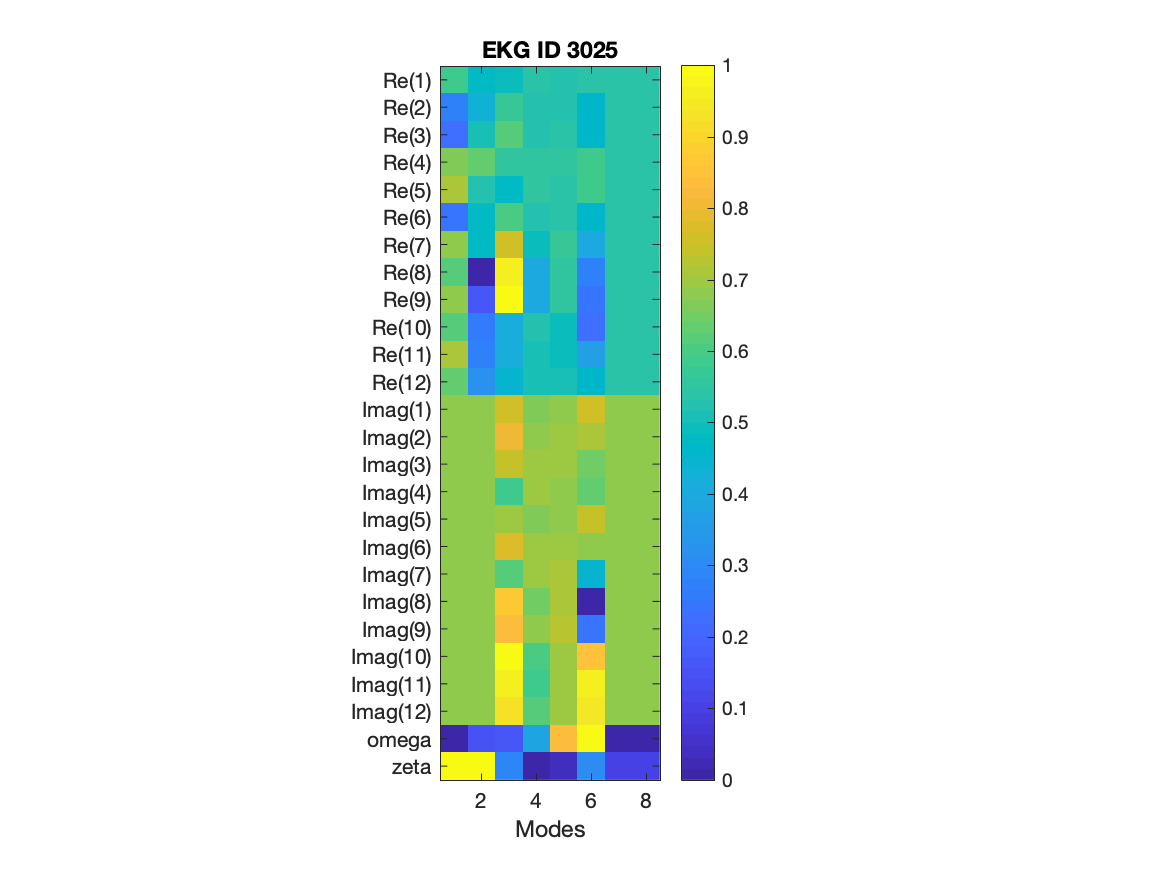 EKG ID 3025
Re(1)
Re(2)
Re(3)
Re(4)
Re(5)
Re(6)
Re(7)
Re(8)
Re(9)
Re(10)
Re(11)
Re(12)
Imag(1)
Imag(2)
Imag(3)
Imag(4)
Imag(5)
Imag(6)
Imag(7)
Imag(8)
Imag(9)
Imag(10)
Imag(11)
Imag(12)
omega
zeta
2 4 6 8
Modes
1
0.9
0.8
0.7
0.6
0.5
0.4
0.3
0.2
0.1
0